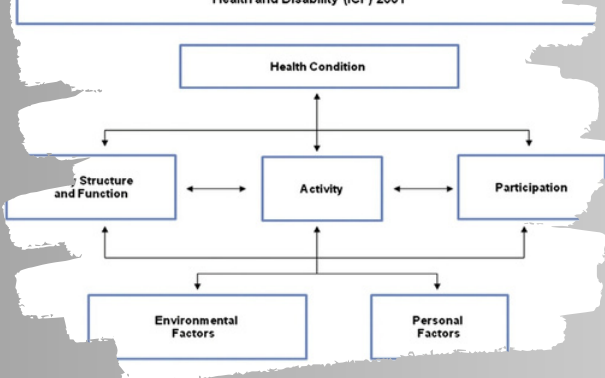 Health and Disability (ICF) 2001
Health Condition
Structure
and Function
Activity
Participation
Environmental
Factors
Personal
Factors